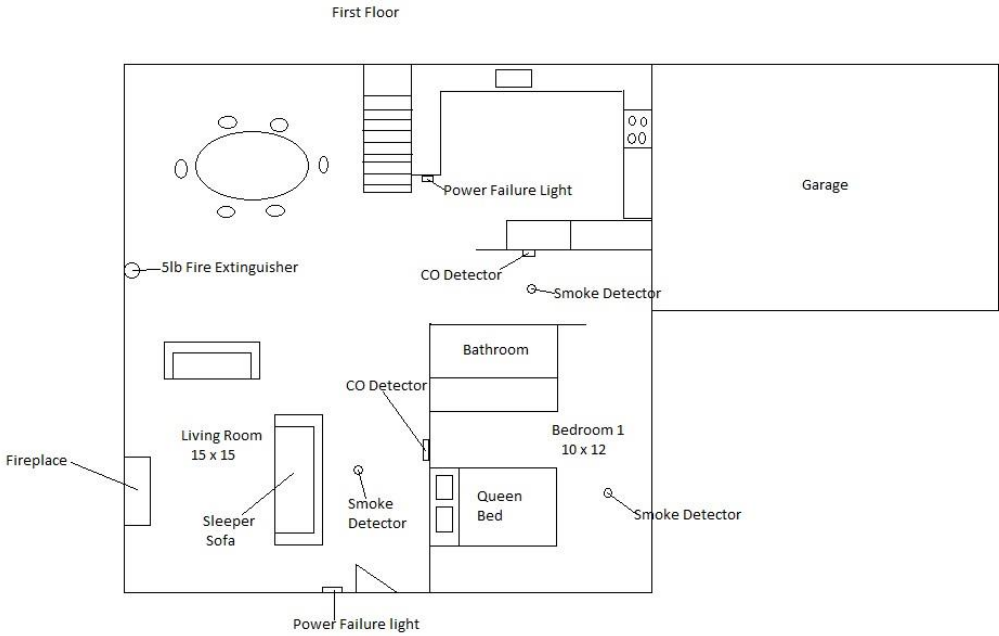 First Floor
Garage
Power Failure Light
5lb Fire Extinguisher
CO Detector
Smoke Detector
Bathroom
CO Detector
Living Room
15 x 15
Bedroom 1
10 x 12
Fireplace
Sleeper
Sofa
Smoke
Detector
Queen
Bed
Smoke Detector
Power Failure light